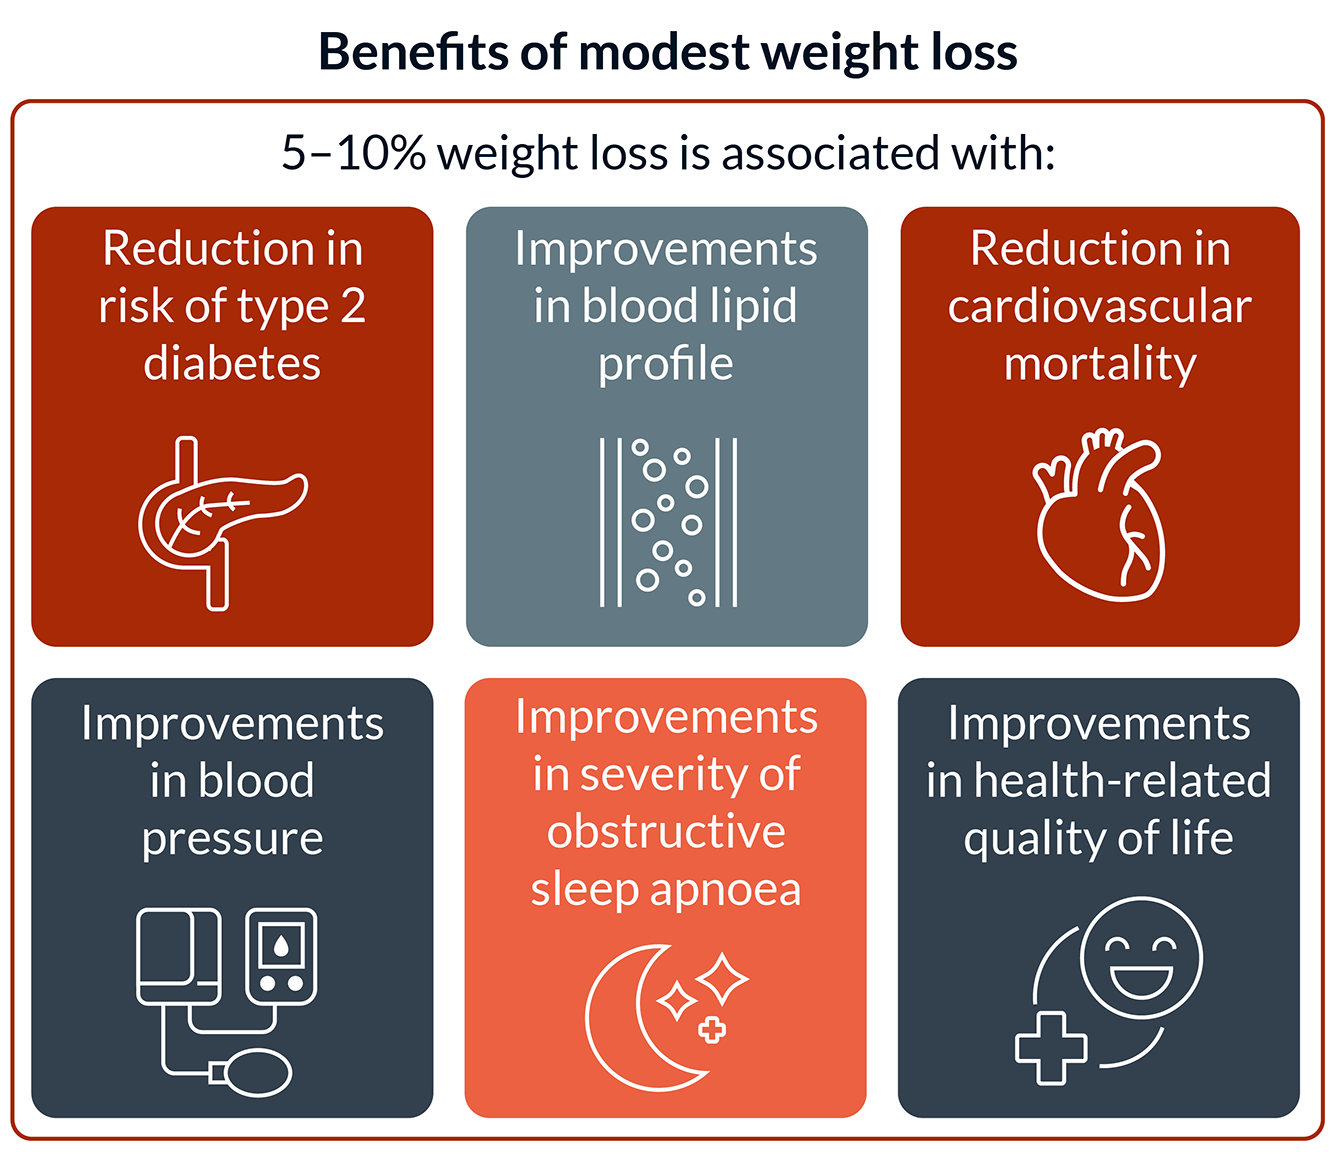 Benefits of modest weight loss
5–10% weight loss is associated with:
Reduction in
risk of type 2
diabetes
Improvements
in blood lipid
profile
Reduction in
cardiovascular
mortality
Improvements
in blood
pressure
Improvements
in severity of
obstructive
sleep apnoea
Improvements
in health-related
quality of life